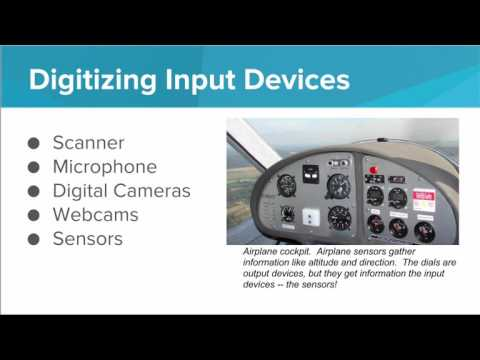 Digitizing Input Devices
Scanner
Microphone
Digital Cameras
Webcams
Sensors
Airplane cockpit. Airplane sensors gather
information like altitude and direction. The dials are
output devices, but they get information the input
devices -- the sensors!